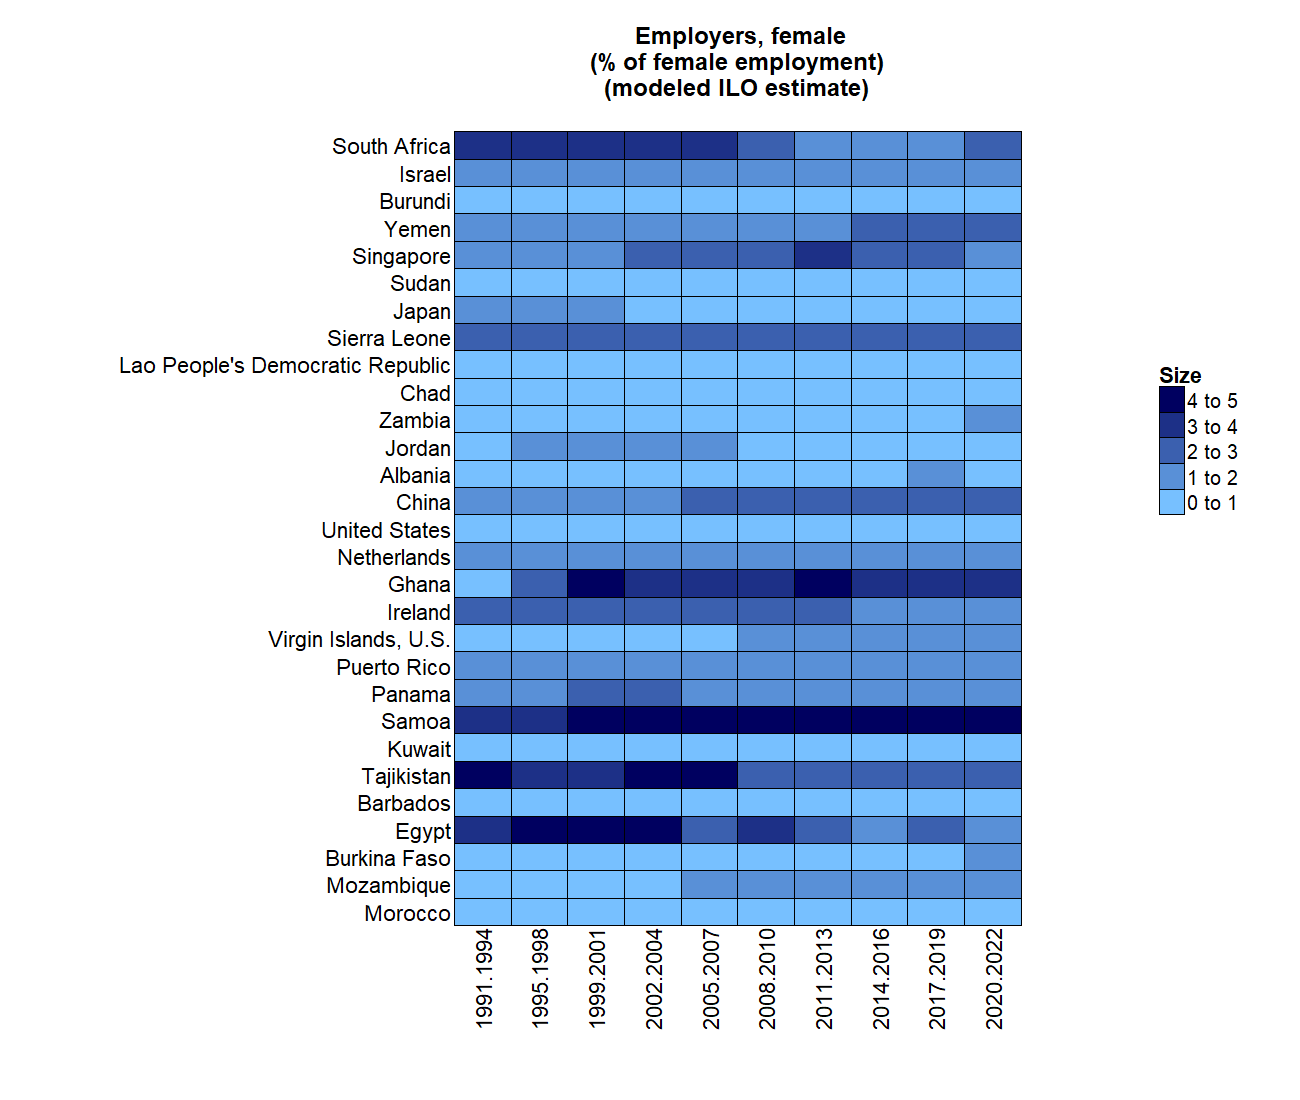 Employers, female
(% of female employment)
(modeled ILO estimate)
South Africa
Israel
Burundi
Yemen
Singapore
Sudan
Japan
Sierra Leone
Lao People's Democratic Republic
Chad
Zambia
Jordan
Albania
China
United States
Netherlands
Ghana
Ireland
Virgin Islands, U.S.
Puerto Rico
Panama
Samoa
Kuwait
Tajikistan
Barbados
Egypt
Burkina Faso
Mozambique
Morocco
1991.1994
1995.1998
1999.2001
2002.2004
2005.2007
2008.2010
2011.2013
2014.2016
2017.2019
2020.2022
Size
4 to 5
3 to 4
2 to 3
1 to 2
0 to 1